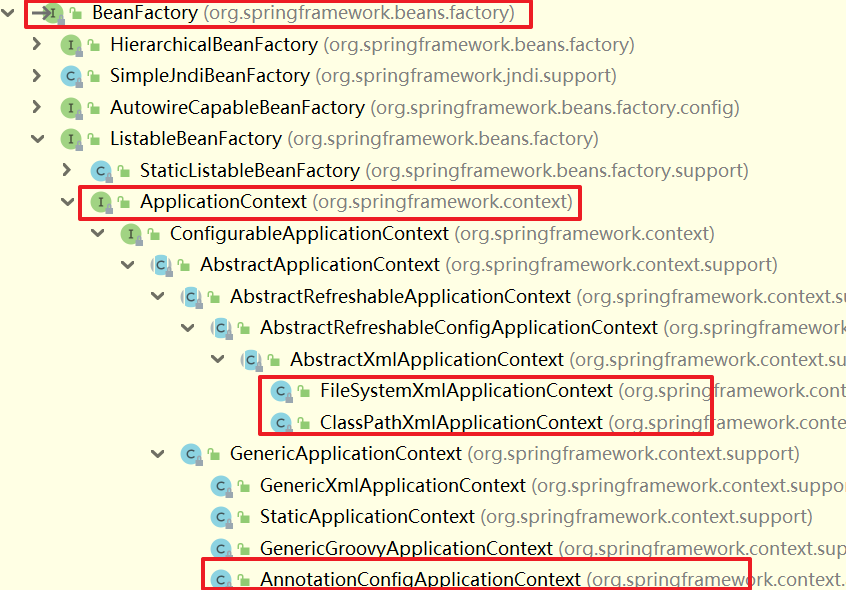 BeanFactory (org.springframework.beans.factory)
HierarchicalBeanFactory (org.springframework.beans.factory)
SimpleJndiBeanFactory (org.springframework.jndi.support)
AutowireCapableBeanFactory (org.springframework.beans.factory.config)
ListableBeanFactory (org.springframework.beans.factory)
StaticListableBeanFactory (org.springframework.beans.factory.support)
ApplicationContext (org.springframework.context)
ConfigurableApplicationContext (org.springframework.context)
AbstractApplicationContext (org.springframework.context.support)
AbstractRefreshableApplicationContext (org.springframework.context.su
AbstractRefreshableConfigApplicationContext (org.springframework
AbstractXmlApplicationContext (org.springframework.context.su
FileSystemXmlApplicationContext (org.springframework.cont
ClassPathXmlApplicationContext (org.springframework.conte
GenericApplicationContext (org.springframework.context.support)
GenericXmlApplicationContext (org.springframework.context.suppo
StaticApplicationContext (org.springframework.context.support)
GenericGroovyApplicationContext (org.springframework.context.sup
AnnotationConfigApplicationContext (org.springframework.context.